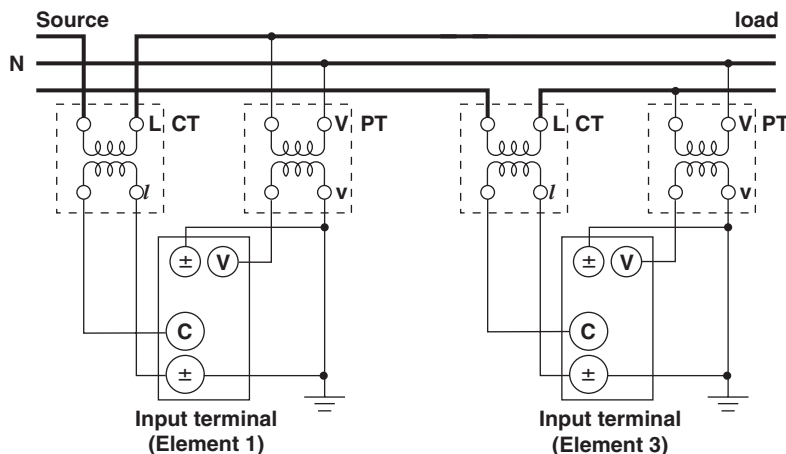 Source load
N
L CT V PT L CT V PT
l v l v
± V ± V
C C
± ±
Input terminal Input terminal
(Element 1) (Element 3)